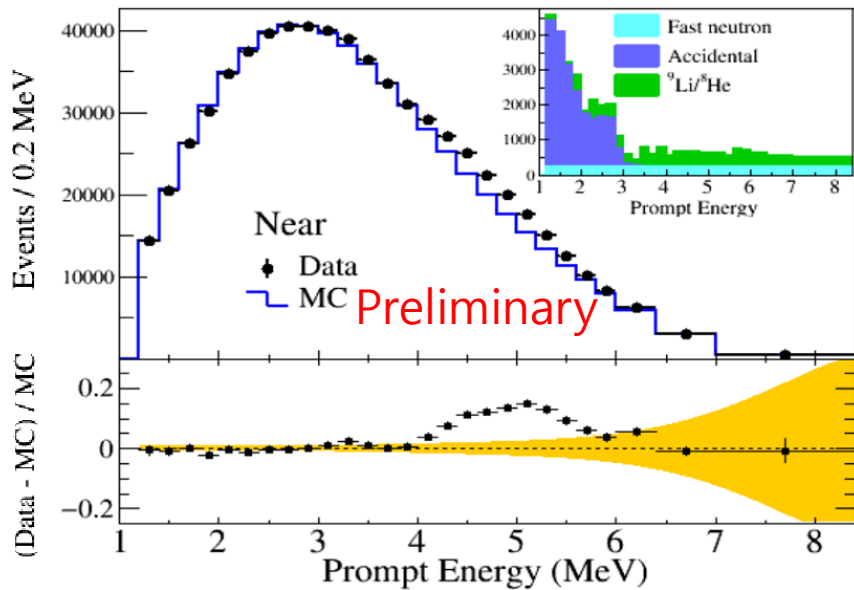 Events / 0.2 MeV
40000
30000
20000
10000
Near
Data
MC
Preliminary
Fast neutron
Accidental
⁹Li/⁸He
4000
3000
2000
1000
0
1 2 3 4 5 6 7 8
Prompt Energy
(Data - MC) / MC
0.2
0
−0.2
1 2 3 4 5 6 7 8
Prompt Energy (MeV)